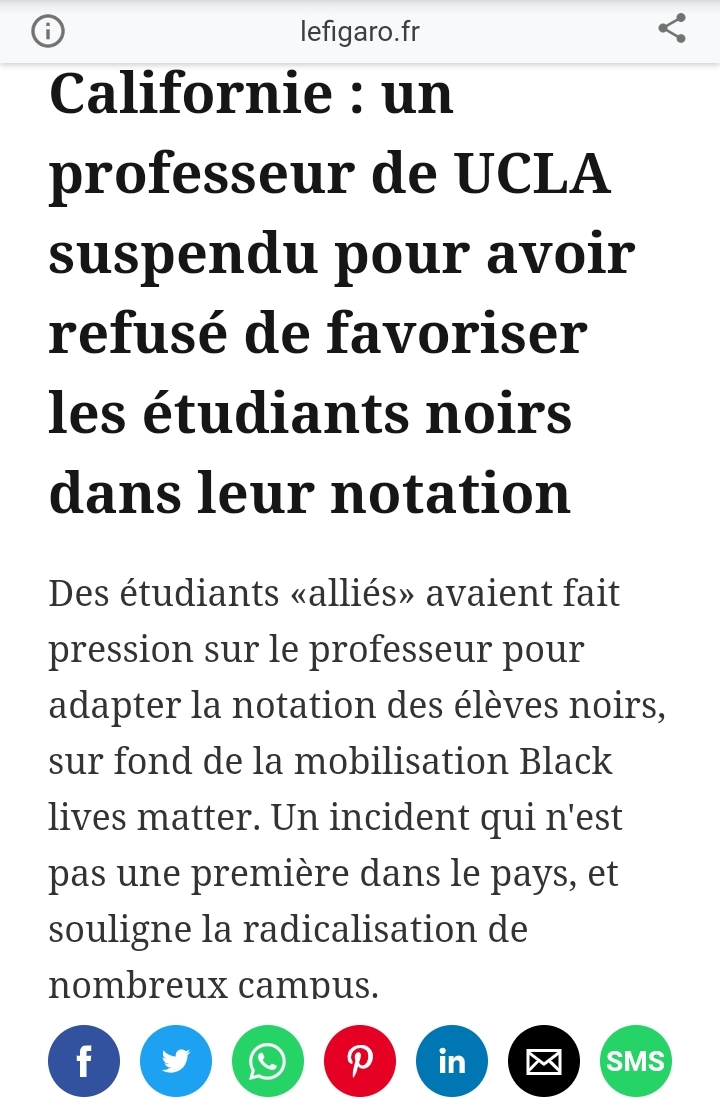 lefigaro.fr
Californie : un
professeur de UCLA
suspendu pour avoir
refusé de favoriser
les étudiants noirs
dans leur notation
Des étudiants «alliés» avaient fait
pression sur le professeur pour
adapter la notation des élèves noirs,
sur fond de la mobilisation Black
lives matter. Un incident qui n'est
pas une première dans le pays, et
souligne la radicalisation de
nombreux campus.
SMS